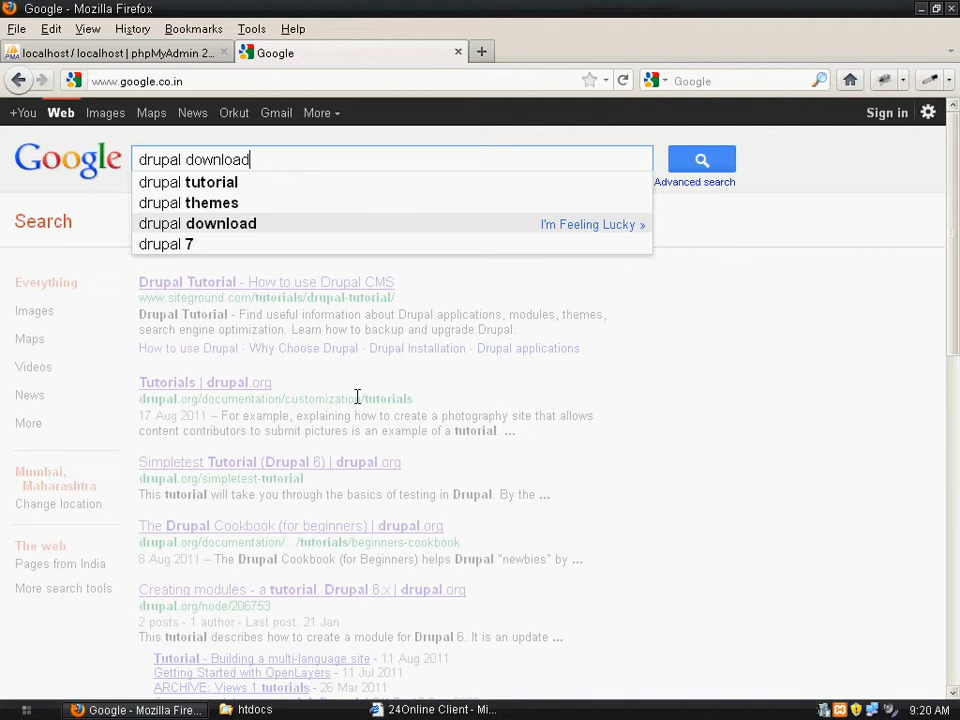 Google - Mozilla Firefox
File Edit View History Bookmarks Tools Help
localhost / localhost | phpMyAdmin 2...
Google
www.google.co.in
Google
+You Web Images Maps News Orkut Gmail More
Sign in
Google
drupal download
Advanced search
drupal tutorial
drupal themes
drupal download
I'm Feeling Lucky »
drupal 7
Search
Everything
Images
Maps
Videos
News
More
Mumbai,
Maharashtra
Change location
The web
Pages from India
More search tools
Drupal Tutorial - How to use Drupal CMS
www.siteground.com/tutorials/drupal-tutorial/
Drupal Tutorial - Find useful information about Drupal applications, modules, themes,
search engine optimization. Learn how to backup and upgrade Drupal.
How to use Drupal - Why Choose Drupal - Drupal Installation - Drupal applications
Tutorials | drupal.org
drupal.org/documentation/customization/tutorials
17 Aug 2011 – For example, explaining how to create a photography site that allows
content contributors to submit pictures is an example of a tutorial. ...
Simpletest Tutorial (Drupal 6) | drupal.org
drupal.org/simpletest-tutorial
This tutorial will take you through the basics of testing in Drupal. By the ...
The Drupal Cookbook (for beginners) | drupal.org
drupal.org/documentation/.../tutorials/beginners-cookbook
8 Aug 2011 – The Drupal Cookbook (for Beginners) helps Drupal "newbies" by ...
Creating modules - a tutorial: Drupal 6.x | drupal.org
drupal.org/node/206753
2 posts - 1 author - Last post: 21 Jan
This tutorial describes how to create a module for Drupal 6. It is an update ...
Tutorial - Building a multi-language site - 11 Aug 2011
Getting Started with OpenLayers - 11 Jul 2011
ARCHIVE: Views 1 tutorials - 26 Mar 2011
Google - Mozilla Fire...
htdocs
24Online Client - Mi...
9:20 AM